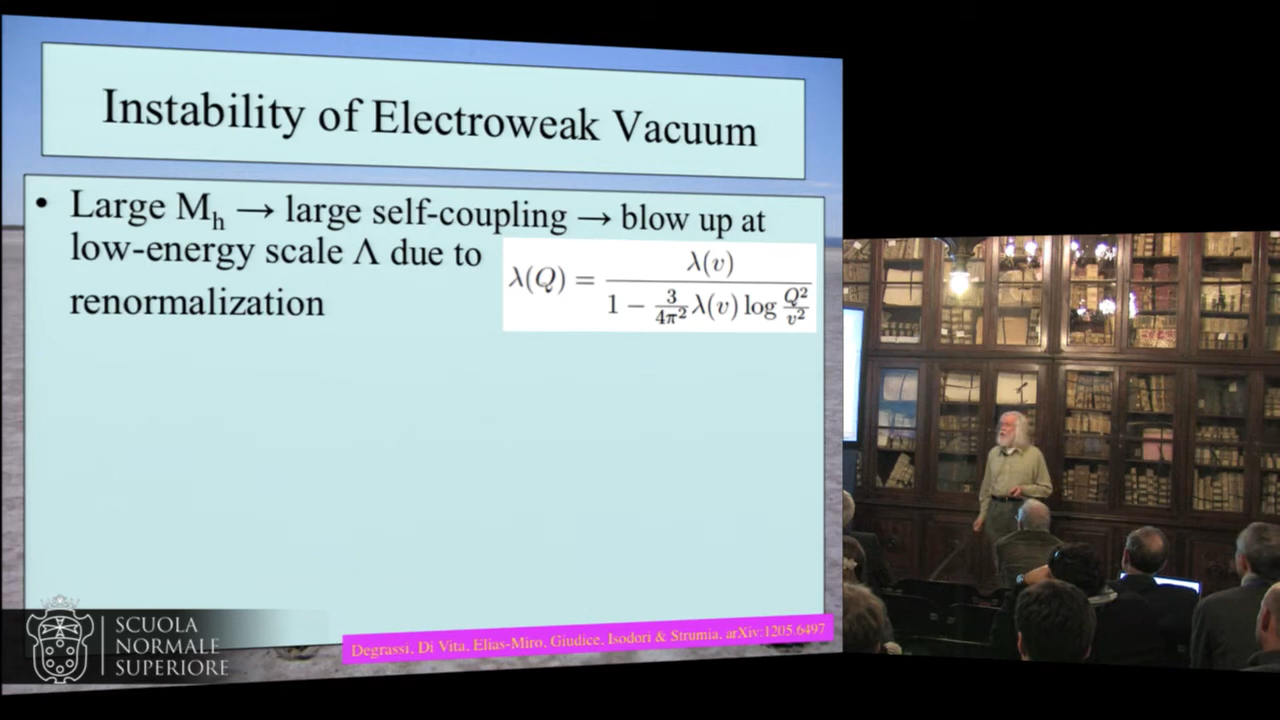 Instability of Electroweak Vacuum
• Large Mₕ → large self-coupling → blow up at
low-energy scale Λ due to
renormalization
λ(Q) = λ(v) / (1 − 3/4π² λ(v) log Q²/v²)
SCUOLA
NORMALE
SUPERIORE
Degrassi, Di Vita, Elias-Miro, Giudice, Isodori & Strumia, arXiv:1205.6497